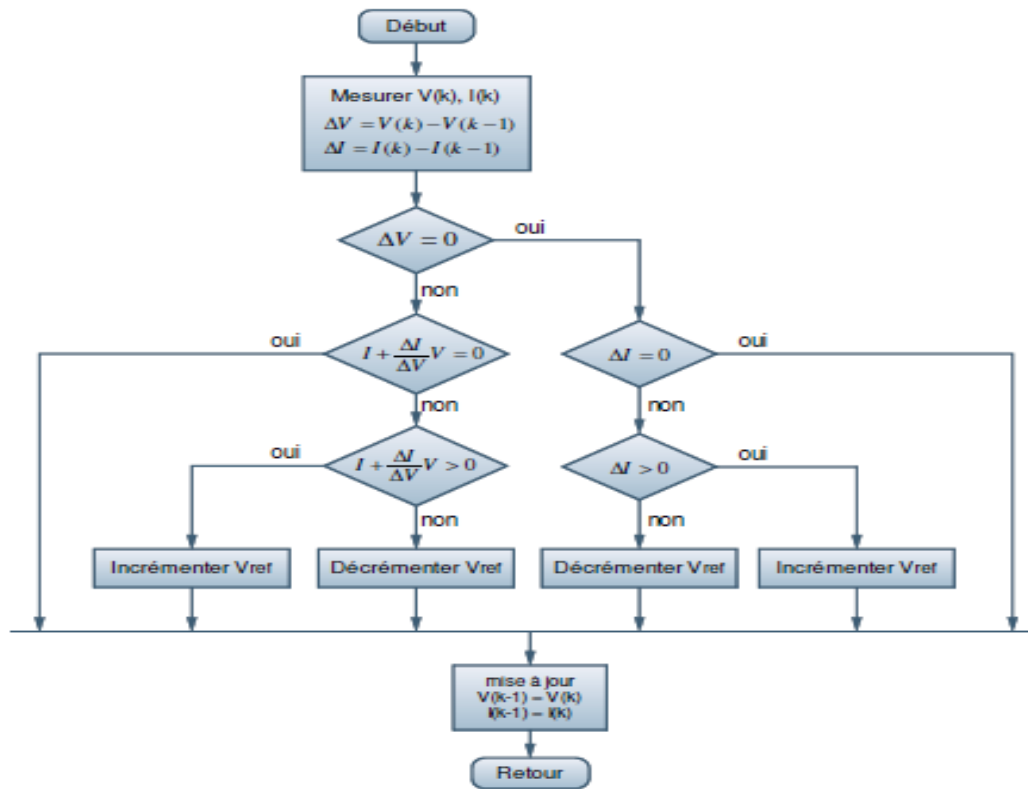 Début
Mesurer V(k), I(k)
ΔV = V(k) − V(k − 1)
ΔI = I(k) − I(k − 1)
ΔV = 0
oui
non
oui
I + ΔI/ΔV V = 0
ΔI = 0
oui
non
non
oui
I + ΔI/ΔV V > 0
ΔI > 0
oui
non
non
Incrémenter Vref
Décrémenter Vref
Décrémenter Vref
Incrémenter Vref
mise à jour
V(k-1) – V(k)
I(k-1) – I(k)
Retour